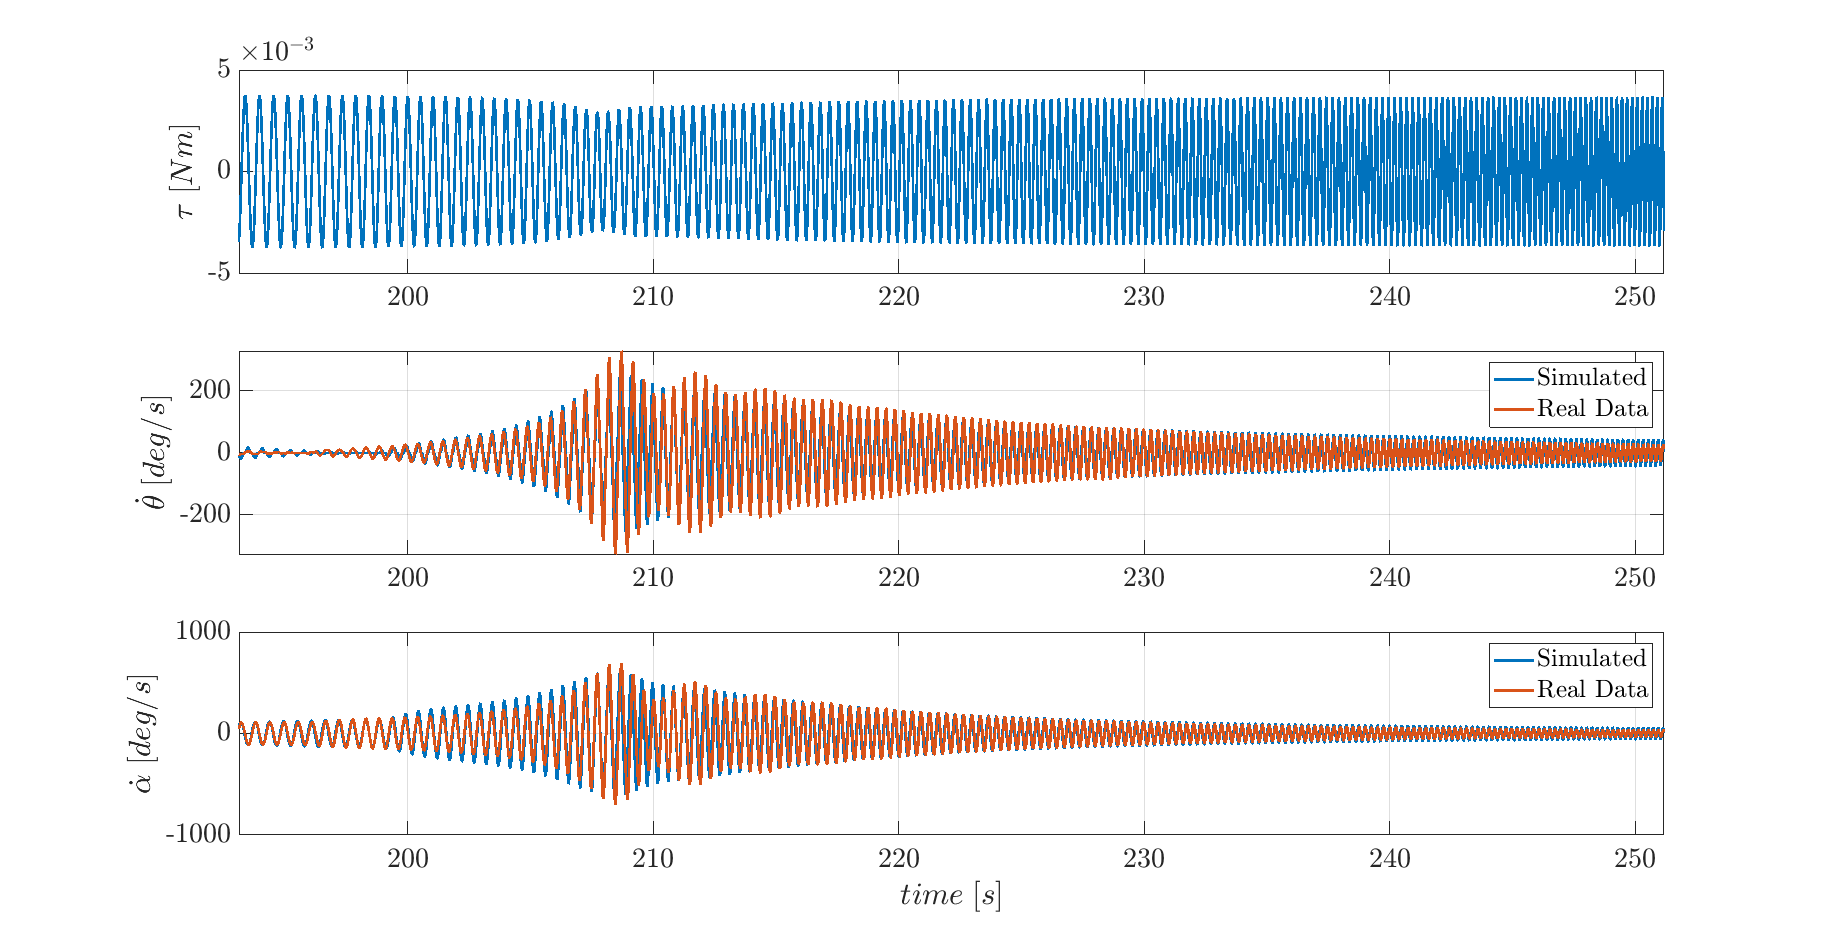 ×10⁻³
5
0
-5
τ [Nm]
200 210 220 230 240 250
200
0
-200
θ̇ [deg/s]
Simulated
Real Data
200 210 220 230 240 250
1000
0
-1000
α̇ [deg/s]
Simulated
Real Data
200 210 220 230 240 250
time [s]